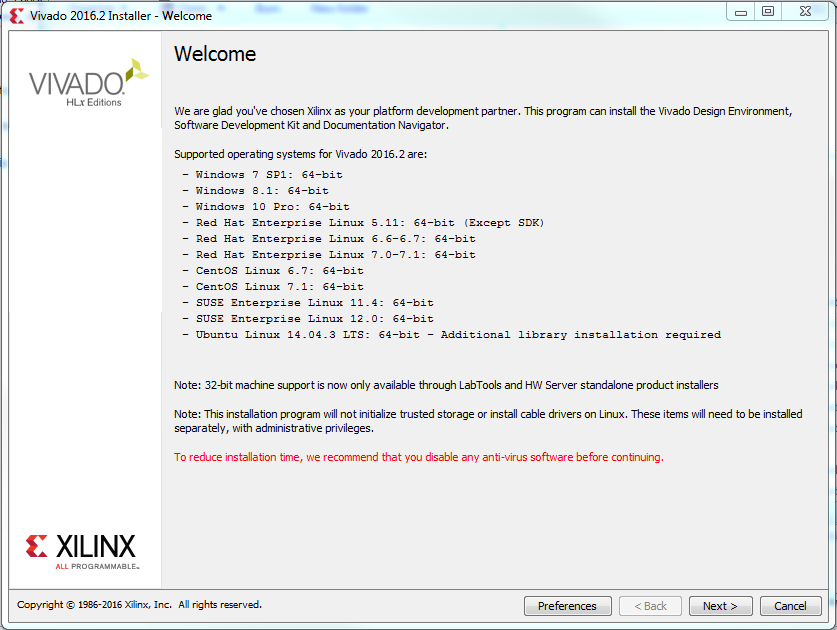 Vivado 2016.2 Installer - Welcome
VIVADO.
HLx Editions
Welcome
We are glad you've chosen Xilinx as your platform development partner. This program can install the Vivado Design Environment,
Software Development Kit and Documentation Navigator.
Supported operating systems for Vivado 2016.2 are:
- Windows 7 SP1: 64-bit
- Windows 8.1: 64-bit
- Windows 10 Pro: 64-bit
- Red Hat Enterprise Linux 5.11: 64-bit (Except SDK)
- Red Hat Enterprise Linux 6.6-6.7: 64-bit
- Red Hat Enterprise Linux 7.0-7.1: 64-bit
- CentOS Linux 6.7: 64-bit
- CentOS Linux 7.1: 64-bit
- SUSE Enterprise Linux 11.4: 64-bit
- SUSE Enterprise Linux 12.0: 64-bit
- Ubuntu Linux 14.04.3 LTS: 64-bit - Additional library installation required
Note: 32-bit machine support is now only available through LabTools and HW Server standalone product installers
Note: This installation program will not initialize trusted storage or install cable drivers on Linux. These items will need to be installed
separately, with administrative privileges.
To reduce installation time, we recommend that you disable any anti-virus software before continuing.
XILINX
ALL PROGRAMMABLE™
Copyright © 1986-2016 Xilinx, Inc. All rights reserved.
Preferences
< Back
Next >
Cancel